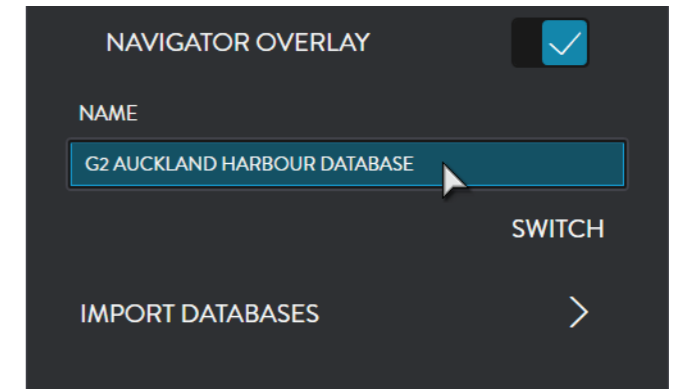 NAVIGATOR OVERLAY
NAME
G2 AUCKLAND HARBOUR DATABASE
SWITCH
IMPORT DATABASES